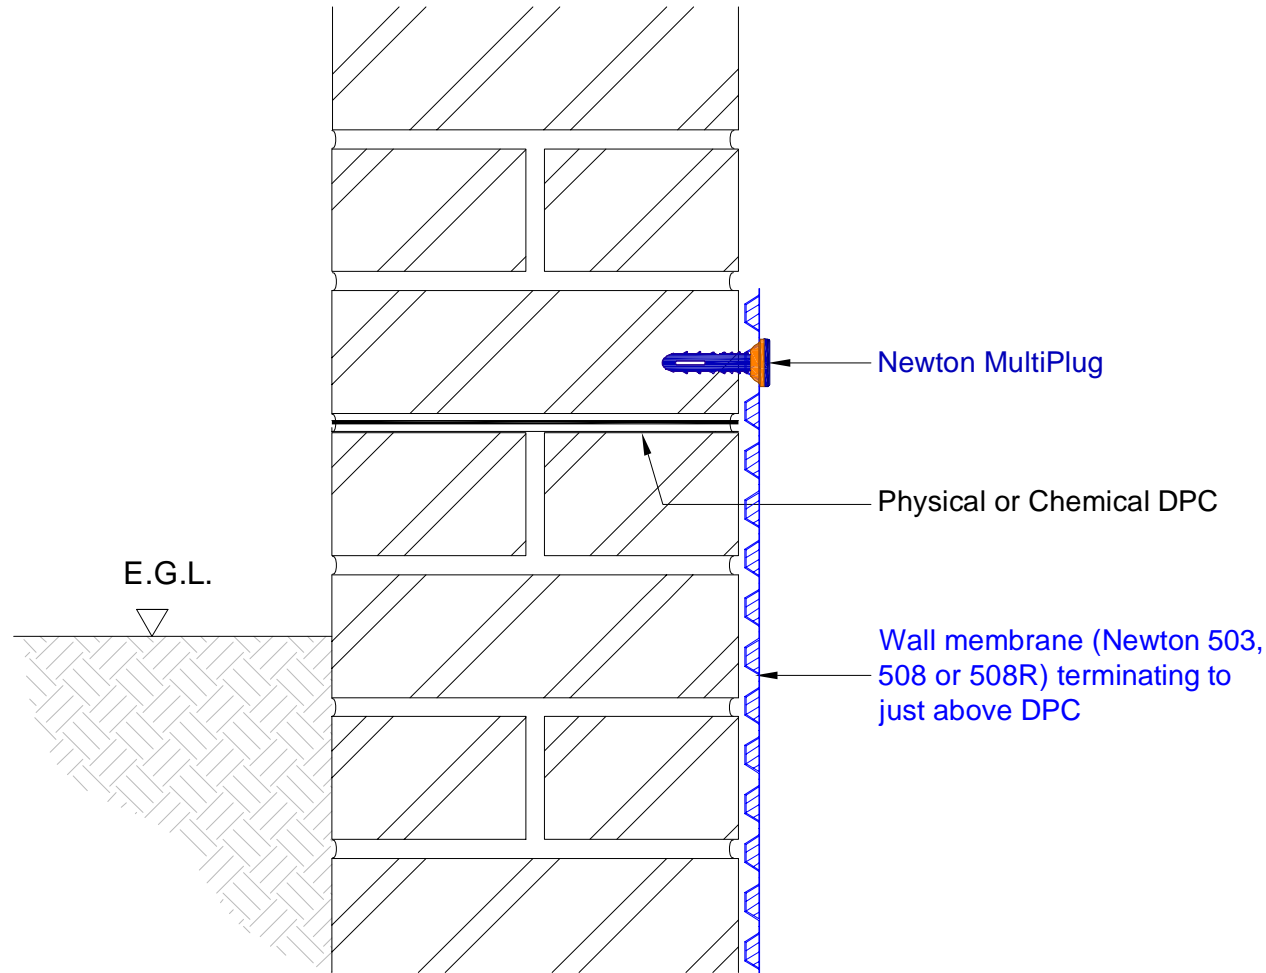 Newton MultiPlug
Physical or Chemical DPC
E.G.L.
Wall membrane (Newton 503,
508 or 508R) terminating to
just above DPC